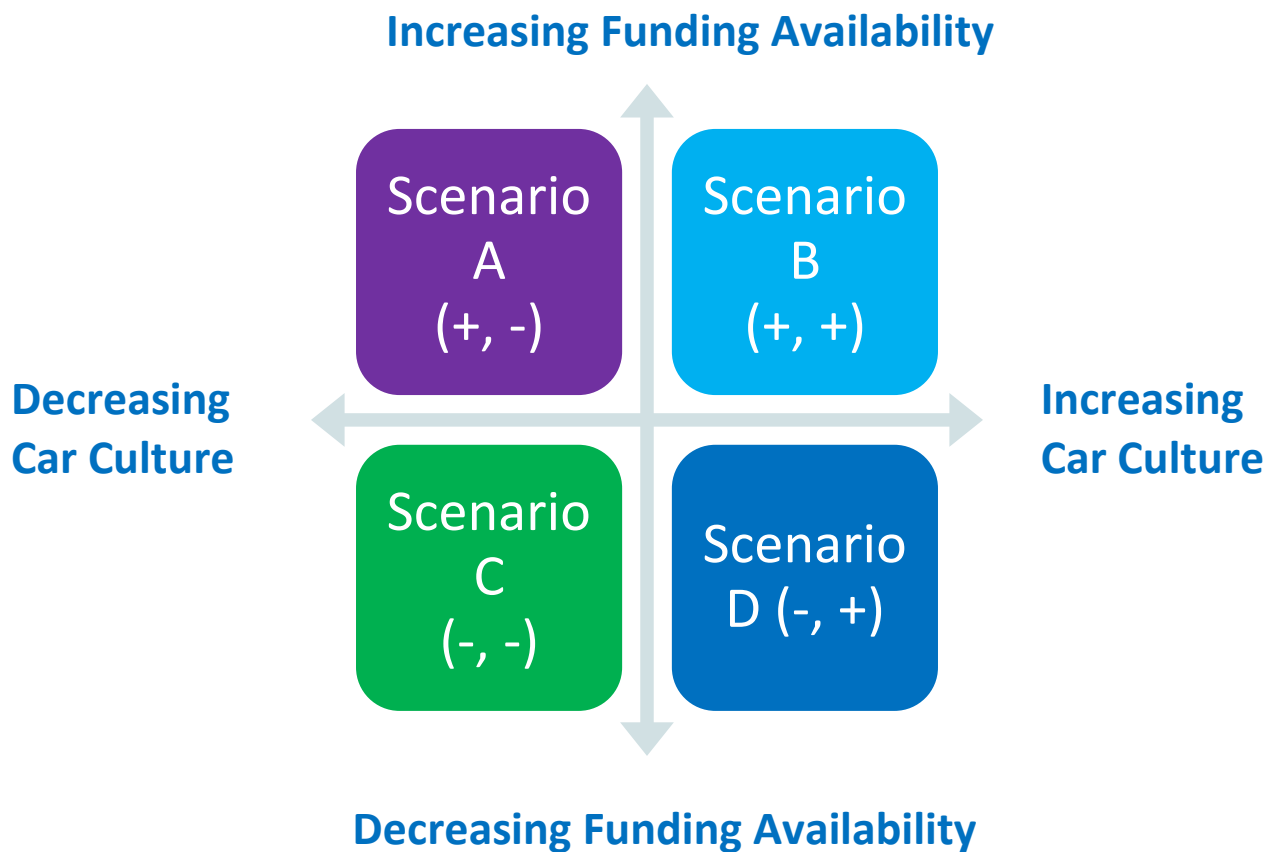 Increasing Funding Availability
Scenario
A
(+, -)
Scenario
B
(+, +)
Decreasing
Car Culture
Increasing
Car Culture
Scenario
C
(-, -)
Scenario
D (-, +)
Decreasing Funding Availability